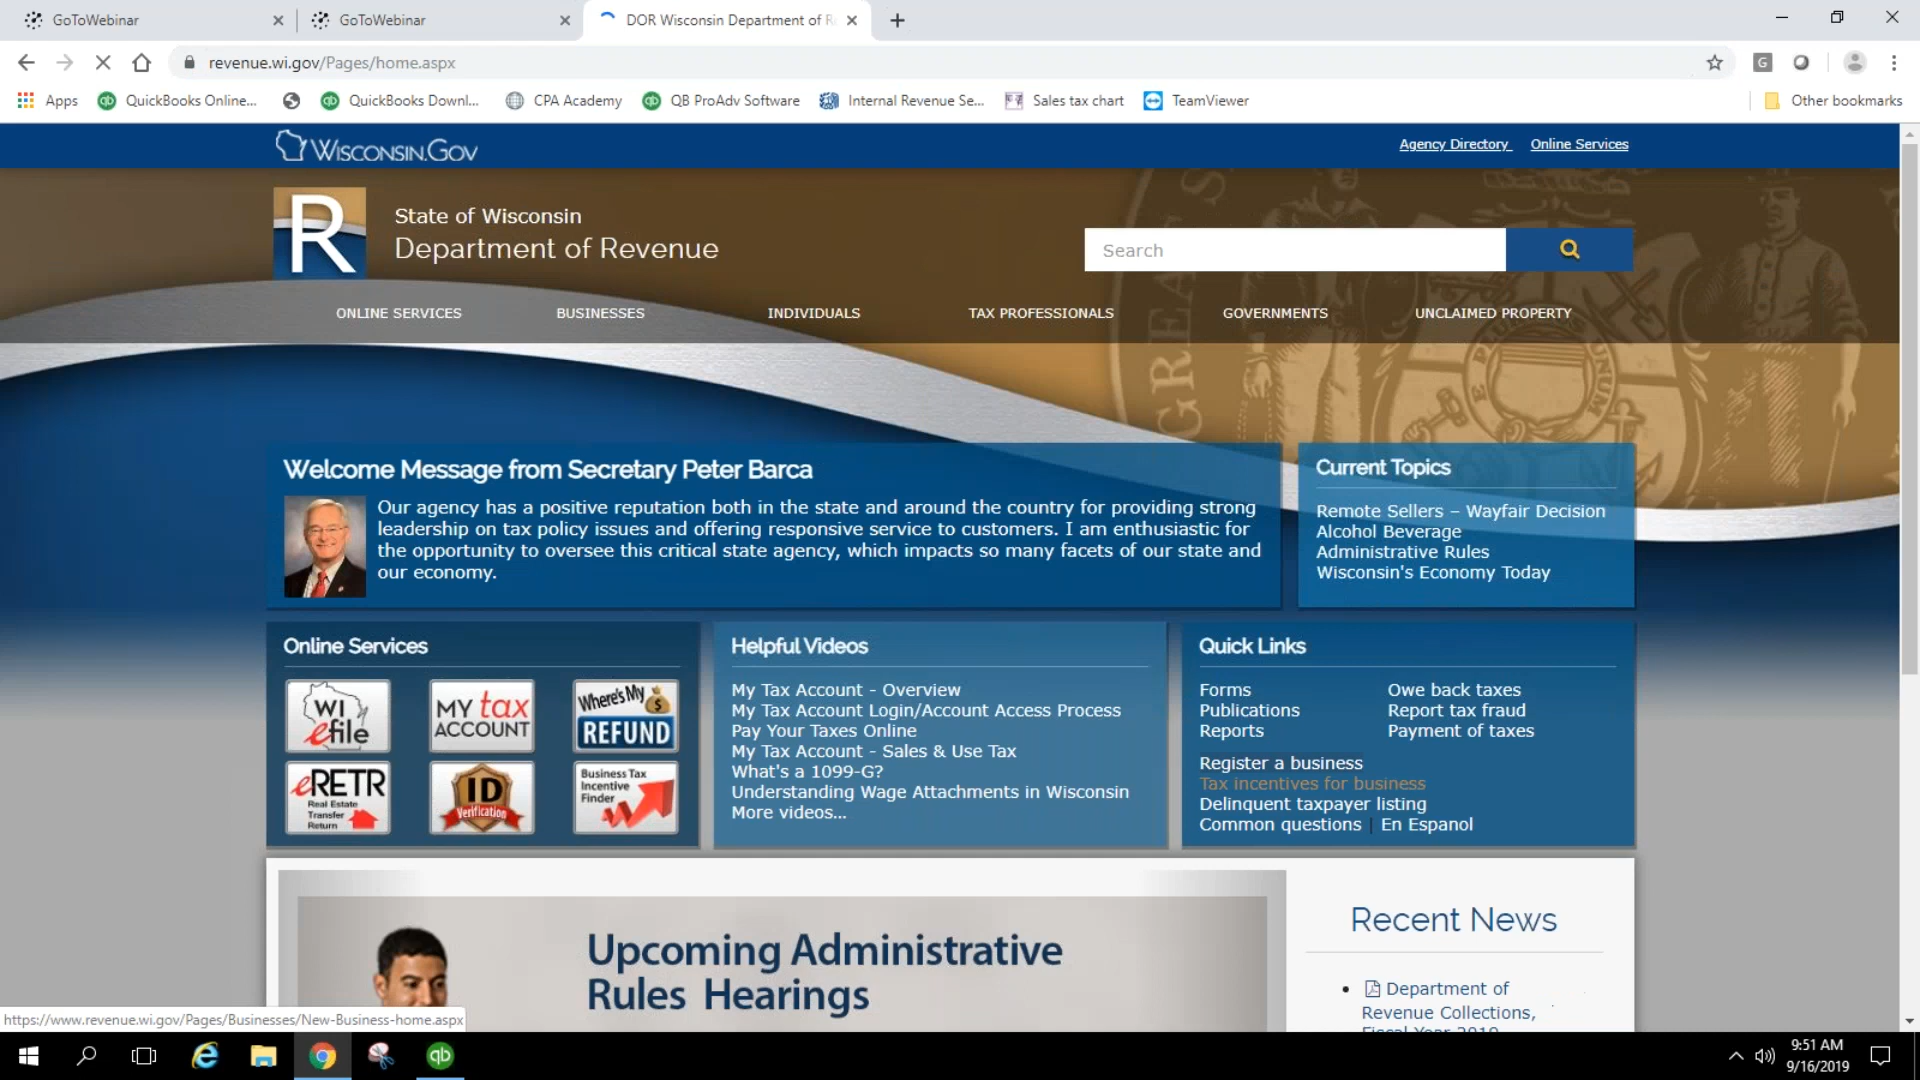 GoToWebinar
GoToWebinar
DOR Wisconsin Department of R
revenue.wi.gov/Pages/home.aspx
G
Apps
QuickBooks Online...
QuickBooks Downl...
CPA Academy
QB ProAdv Software
Internal Revenue Se...
Sales tax chart
TeamViewer
Other bookmarks
WISCONSIN.GOV
Agency Directory
Online Services
R
State of Wisconsin
Department of Revenue
Search
ONLINE SERVICES
BUSINESSES
INDIVIDUALS
TAX PROFESSIONALS
GOVERNMENTS
UNCLAIMED PROPERTY
Welcome Message from Secretary Peter Barca
Our agency has a positive reputation both in the state and around the country for providing strong
leadership on tax policy issues and offering responsive service to customers. I am enthusiastic for
the opportunity to oversee this critical state agency, which impacts so many facets of our state and
our economy.
Current Topics
Remote Sellers – Wayfair Decision
Alcohol Beverage
Administrative Rules
Wisconsin's Economy Today
Online Services
WI
efile
MY tax
ACCOUNT
Where's My
REFUND
eRETR
Real Estate
Transfer
Return
ID
Verification
Business Tax
Incentive
Finder
Helpful Videos
My Tax Account - Overview
My Tax Account Login/Account Access Process
Pay Your Taxes Online
My Tax Account - Sales & Use Tax
What's a 1099-G?
Understanding Wage Attachments in Wisconsin
More videos...
Quick Links
Forms
Publications
Reports
Owe back taxes
Report tax fraud
Payment of taxes
Register a business
Tax incentives for business
Delinquent taxpayer listing
Common questions | En Espanol
Upcoming Administrative
Rules Hearings
Recent News
Department of
Revenue Collections,
Fiscal Year 2019
https://www.revenue.wi.gov/Pages/Businesses/New-Business-home.aspx
9:51 AM
9/16/2019